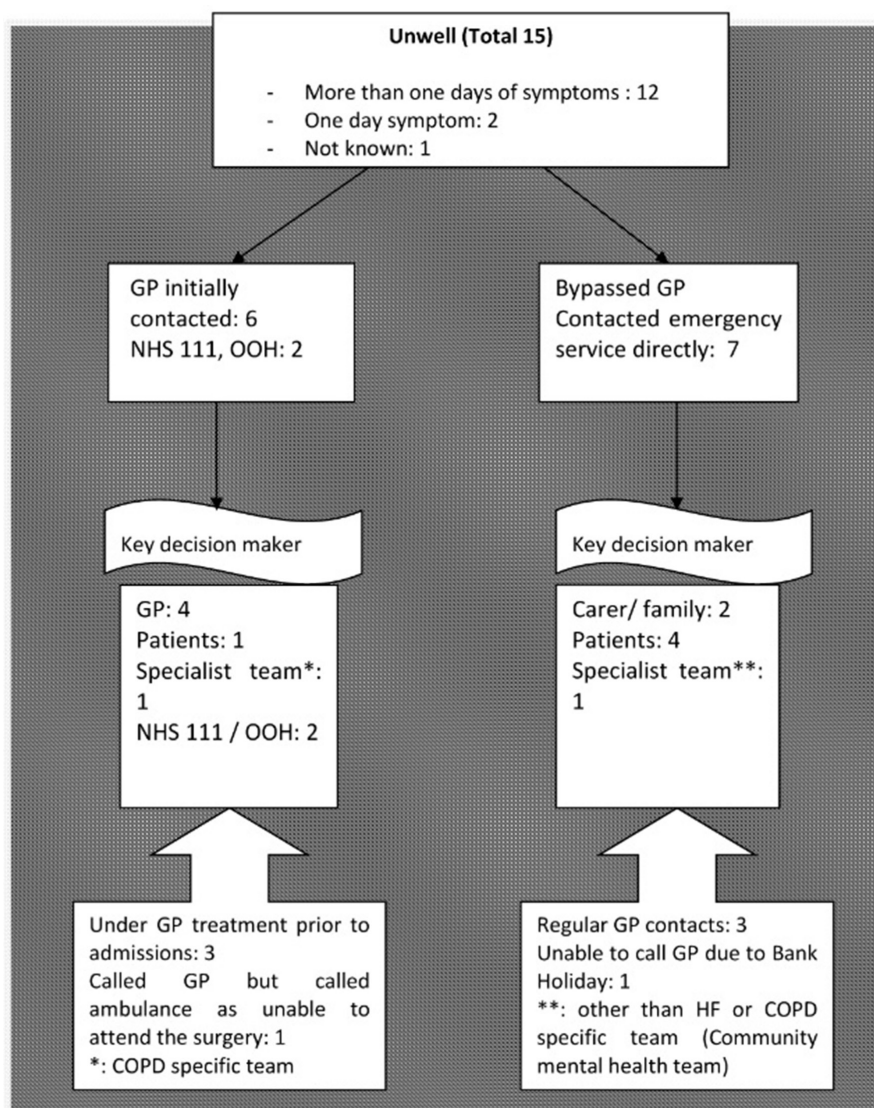 Unwell (Total 15)
- More than one days of symptoms : 12
- One day symptom: 2
- Not known: 1
GP initially
contacted: 6
NHS 111, OOH: 2
Bypassed GP
Contacted emergency
service directly: 7
Key decision maker
Key decision maker
GP: 4
Patients: 1
Specialist team*:
1
NHS 111 / OOH: 2
Carer/ family: 2
Patients: 4
Specialist team**:
1
Under GP treatment prior to
admissions: 3
Called GP but called
ambulance as unable to
attend the surgery: 1
*: COPD specific team
Regular GP contacts: 3
Unable to call GP due to Bank
Holiday: 1
**: other than HF or COPD
specific team (Community
mental health team)